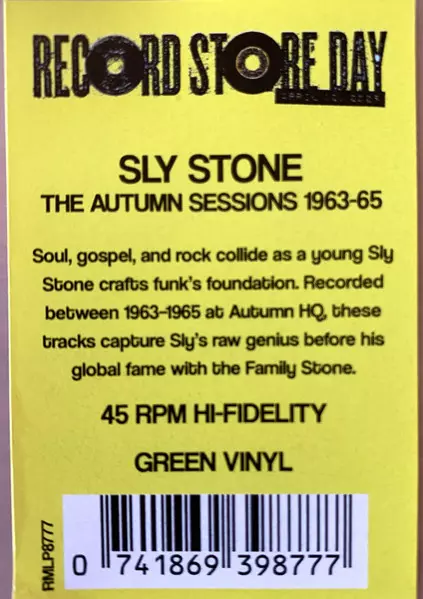 RECORD STORE DAY
SLY STONE
THE AUTUMN SESSIONS 1963-65
Soul, gospel, and rock collide as a young Sly
Stone crafts funk's foundation. Recorded
between 1963–1965 at Autumn HQ, these
tracks capture Sly's raw genius before his
global fame with the Family Stone.
45 RPM HI-FIDELITY
GREEN VINYL
RMLP8777
0 741869 398777